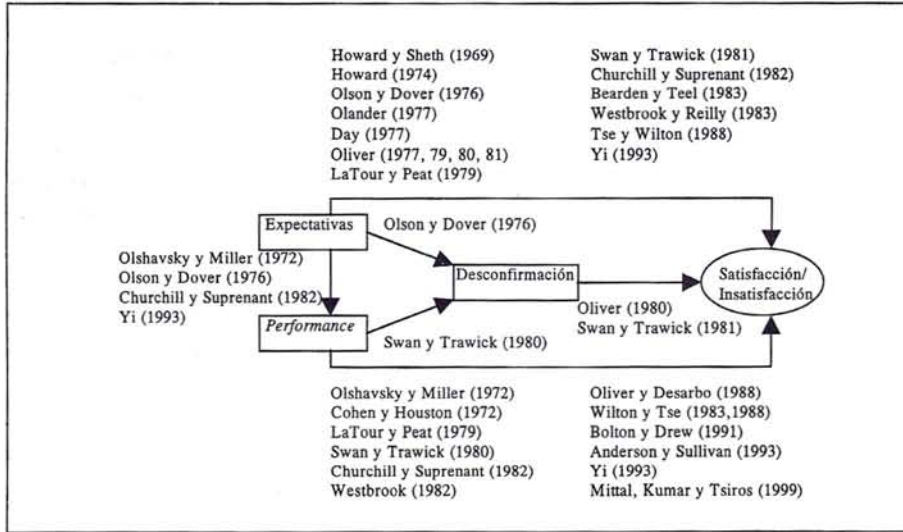 Howard y Sheth (1969)
Howard (1974)
Olson y Dover (1976)
Olander (1977)
Day (1977)
Oliver (1977, 79, 80, 81)
LaTour y Peat (1979)
Swan y Trawick (1981)
Churchill y Suprenant (1982)
Bearden y Teel (1983)
Westbrook y Reilly (1983)
Tse y Wilton (1988)
Yi (1993)
Expectativas
Olson y Dover (1976)
Olshavsky y Miller (1972)
Olson y Dover (1976)
Churchill y Suprenant (1982)
Yi (1993)
Desconfirmación
Satisfacción/
Insatisfacción
Oliver (1980)
Swan y Trawick (1981)
Performance
Swan y Trawick (1980)
Olshavsky y Miller (1972)
Cohen y Houston (1972)
LaTour y Peat (1979)
Swan y Trawick (1980)
Churchill y Suprenant (1982)
Westbrook (1982)
Oliver y Desarbo (1988)
Wilton y Tse (1983,1988)
Bolton y Drew (1991)
Anderson y Sullivan (1993)
Yi (1993)
Mittal, Kumar y Tsiros (1999)